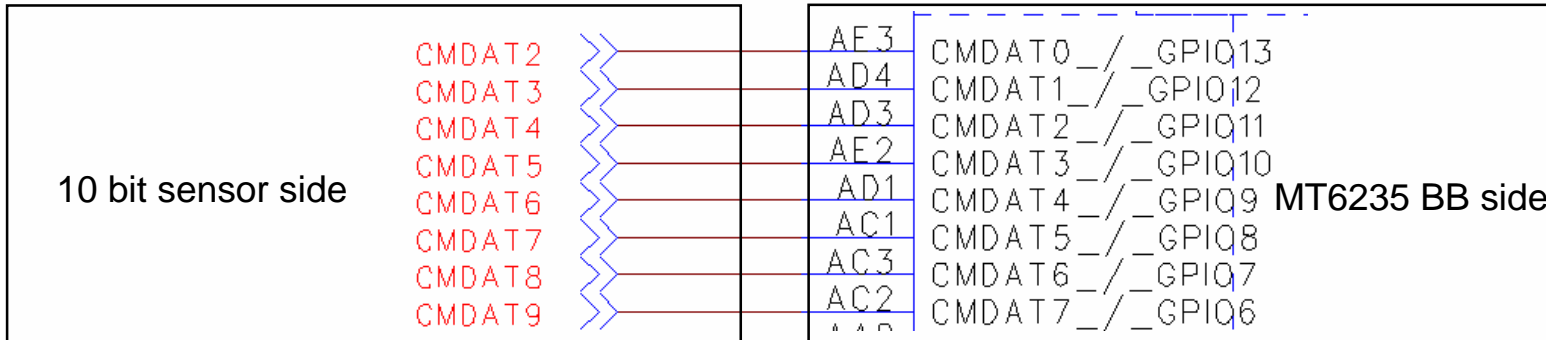 CMDAT2 AE3 CMDAT0_/_GPIO13
CMDAT3 AD4 CMDAT1_/_GPIO12
CMDAT4 AD3 CMDAT2_/_GPIO11
CMDAT5 AE2 CMDAT3_/_GPIO10
10 bit sensor side CMDAT6 AD1 CMDAT4_/_GPIO9 MT6235 BB side
CMDAT7 AC1 CMDAT5_/_GPIO8
CMDAT8 AC3 CMDAT6_/_GPIO7
CMDAT9 AC2 CMDAT7_/_GPIO6